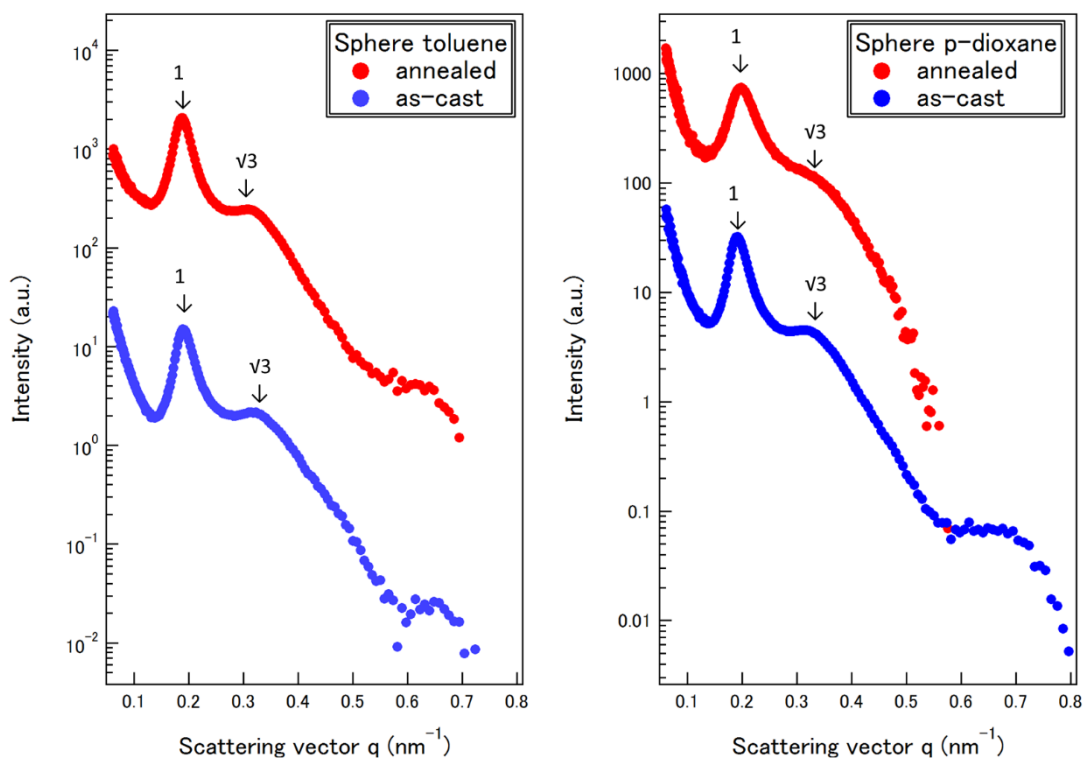 Sphere toluene
annealed
as-cast
1
√3
1
√3
10⁴
10³
10²
10¹
10⁰
10⁻¹
10⁻²
Intensity (a.u.)
0.1 0.2 0.3 0.4 0.5 0.6 0.7 0.8
Scattering vector q (nm⁻¹)
Sphere p-dioxane
annealed
as-cast
1
√3
1
√3
1000
100
10
1
0.1
0.01
Intensity (a.u.)
0.1 0.2 0.3 0.4 0.5 0.6 0.7 0.8
Scattering vector q (nm⁻¹)